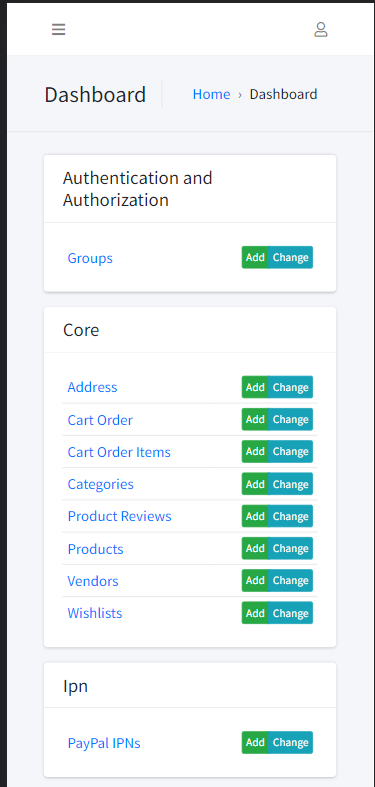 Dashboard
Home › Dashboard
Authentication and
Authorization
Groups Add Change
Core
Address Add Change
Cart Order Add Change
Cart Order Items Add Change
Categories Add Change
Product Reviews Add Change
Products Add Change
Vendors Add Change
Wishlists Add Change
Ipn
PayPal IPNs Add Change